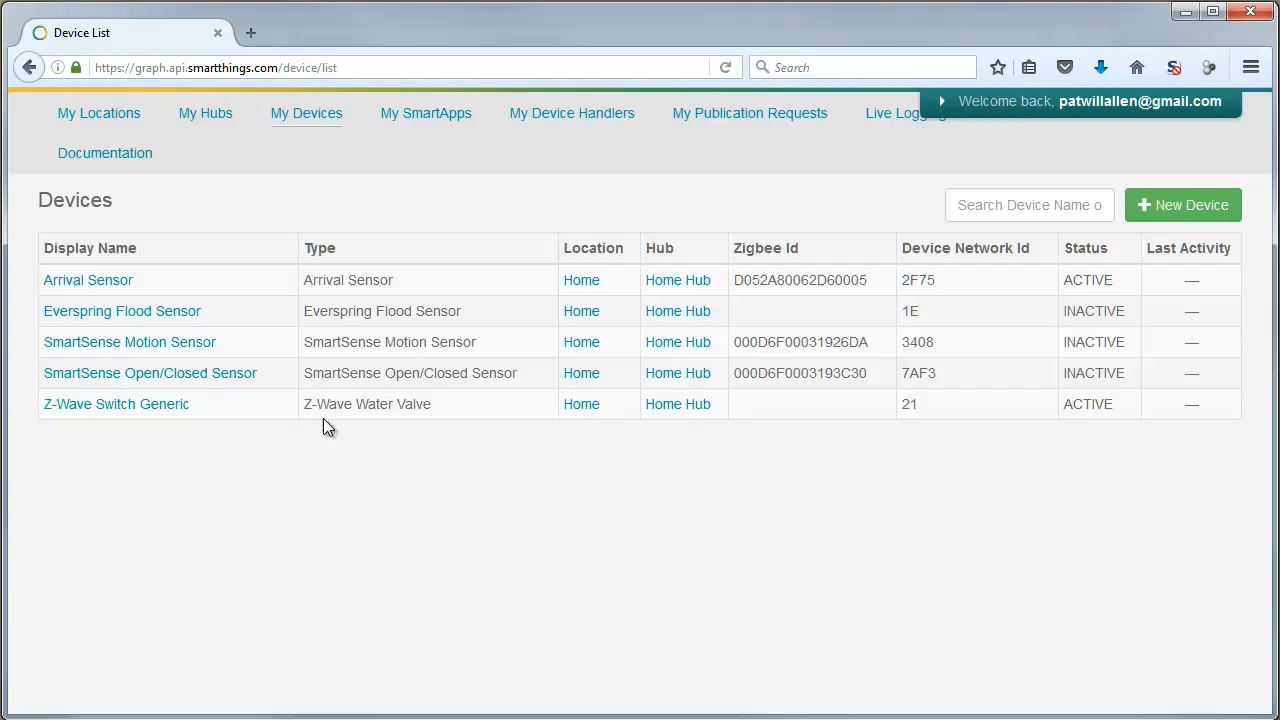 Device List
https://graph.api.smartthings.com/device/list
Search
My Locations My Hubs My Devices My SmartApps My Device Handlers My Publication Requests Live Logg
Welcome back, patwillallen@gmail.com
Documentation
Devices
Search Device Name o
New Device
Display Name Type Location Hub Zigbee Id Device Network Id Status Last Activity
Arrival Sensor Arrival Sensor Home Home Hub D052A80062D60005 2F75 ACTIVE —
Everspring Flood Sensor Everspring Flood Sensor Home Home Hub 1E INACTIVE —
SmartSense Motion Sensor SmartSense Motion Sensor Home Home Hub 000D6F00031926DA 3408 INACTIVE —
SmartSense Open/Closed Sensor SmartSense Open/Closed Sensor Home Home Hub 000D6F0003193C30 7AF3 INACTIVE —
Z-Wave Switch Generic Z-Wave Water Valve Home Home Hub 21 ACTIVE —